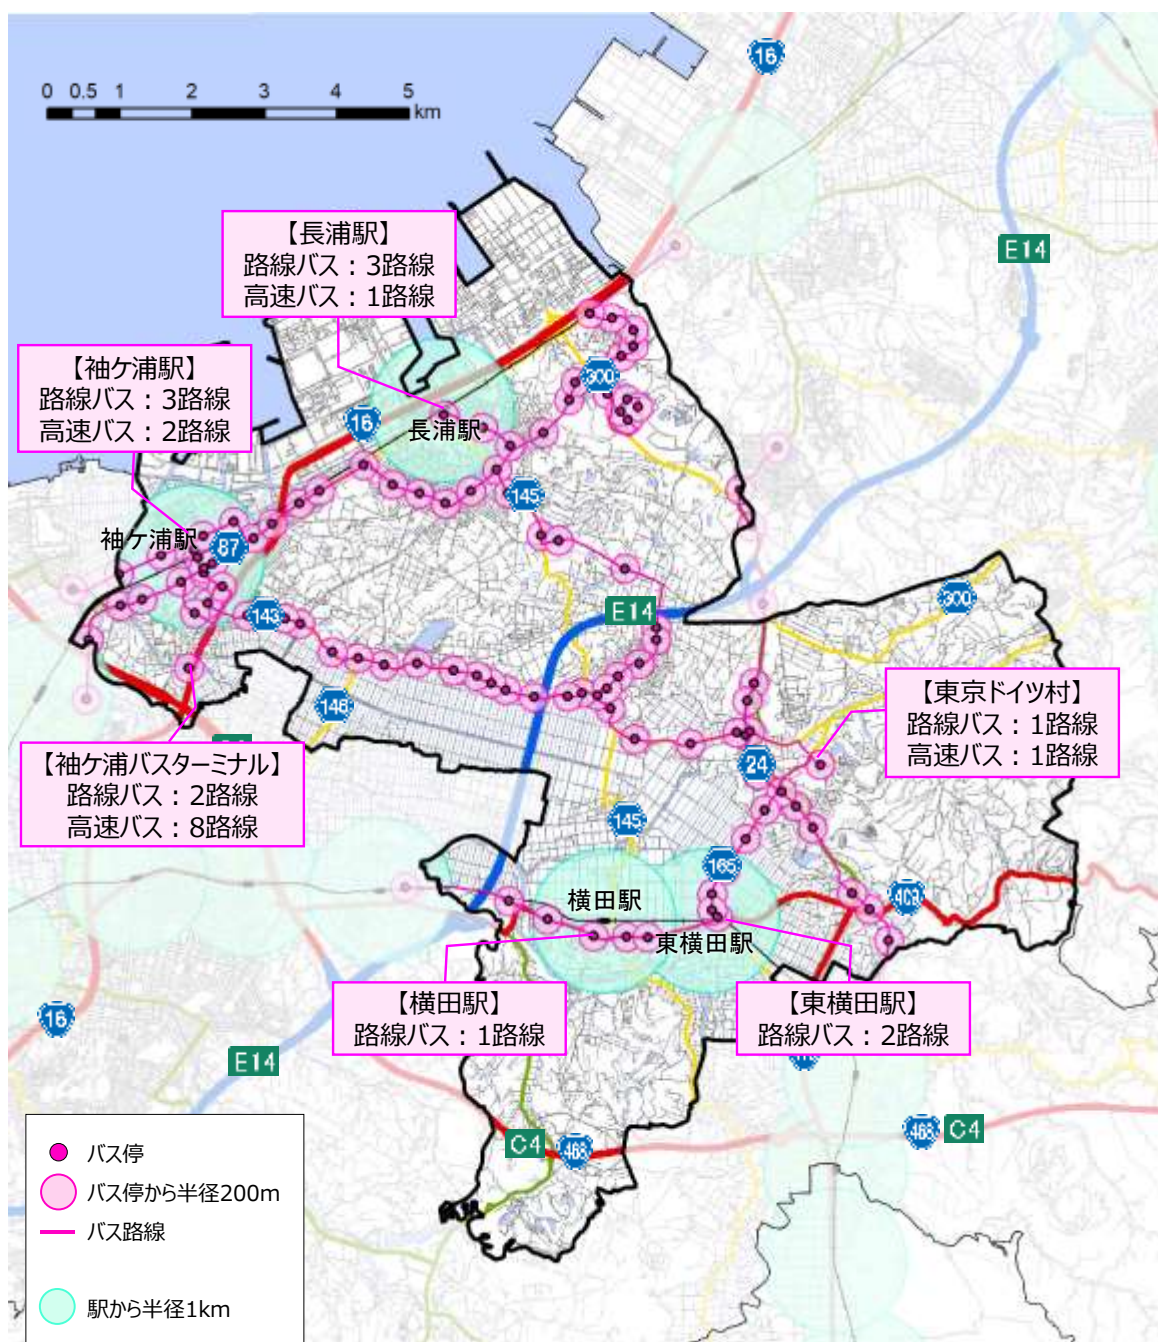 0 0.5 1 2 3 4 5
km
16
E14
【長浦駅】
路線バス：3路線
高速バス：1路線
【袖ケ浦駅】
路線バス：3路線
高速バス：2路線
300
16
長浦駅
145
袖ケ浦駅
87
E14
300
143
146
【東京ドイツ村】
路線バス：1路線
高速バス：1路線
【袖ケ浦バスターミナル】
路線バス：2路線
高速バス：8路線
24
145
165
409
横田駅
東横田駅
【横田駅】
路線バス：1路線
【東横田駅】
路線バス：2路線
16
E14
C4
468
468
C4
バス停
バス停から半径200m
バス路線
駅から半径1km